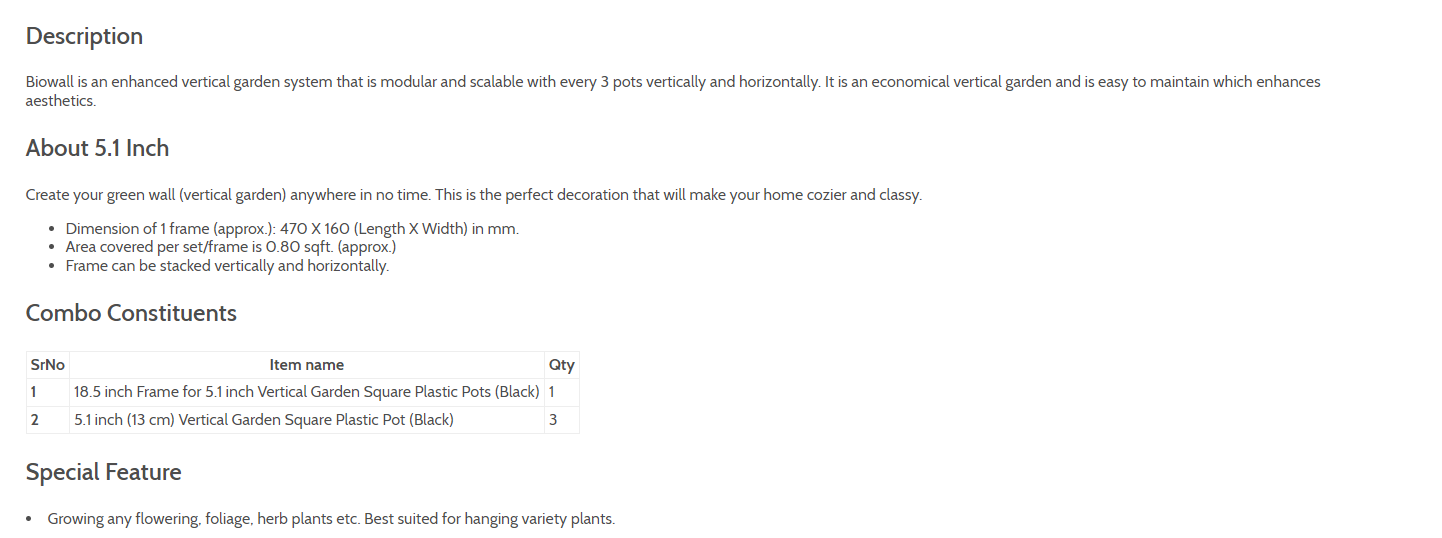 Description
Biowall is an enhanced vertical garden system that is modular and scalable with every 3 pots vertically and horizontally. It is an economical vertical garden and is easy to maintain which enhances
aesthetics.
About 5.1 Inch
Create your green wall (vertical garden) anywhere in no time. This is the perfect decoration that will make your home cozier and classy.
• Dimension of 1 frame (approx.): 470 X 160 (Length X Width) in mm.
• Area covered per set/frame is 0.80 sqft. (approx.)
• Frame can be stacked vertically and horizontally.
Combo Constituents
SrNo Item name Qty
1 18.5 inch Frame for 5.1 inch Vertical Garden Square Plastic Pots (Black) 1
2 5.1 inch (13 cm) Vertical Garden Square Plastic Pot (Black) 3
Special Feature
• Growing any flowering, foliage, herb plants etc. Best suited for hanging variety plants.